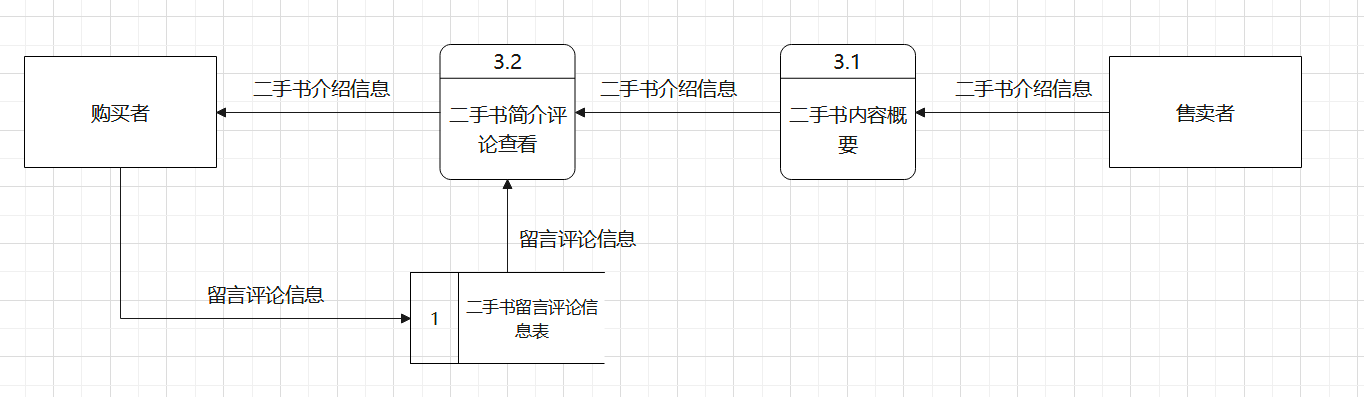 3.2
3.1
二手书介绍信息
二手书介绍信息
二手书介绍信息
购买者
二手书简介评
论查看
二手书内容概
要
售卖者
留言评论信息
留言评论信息
1
二手书留言评论信
息表